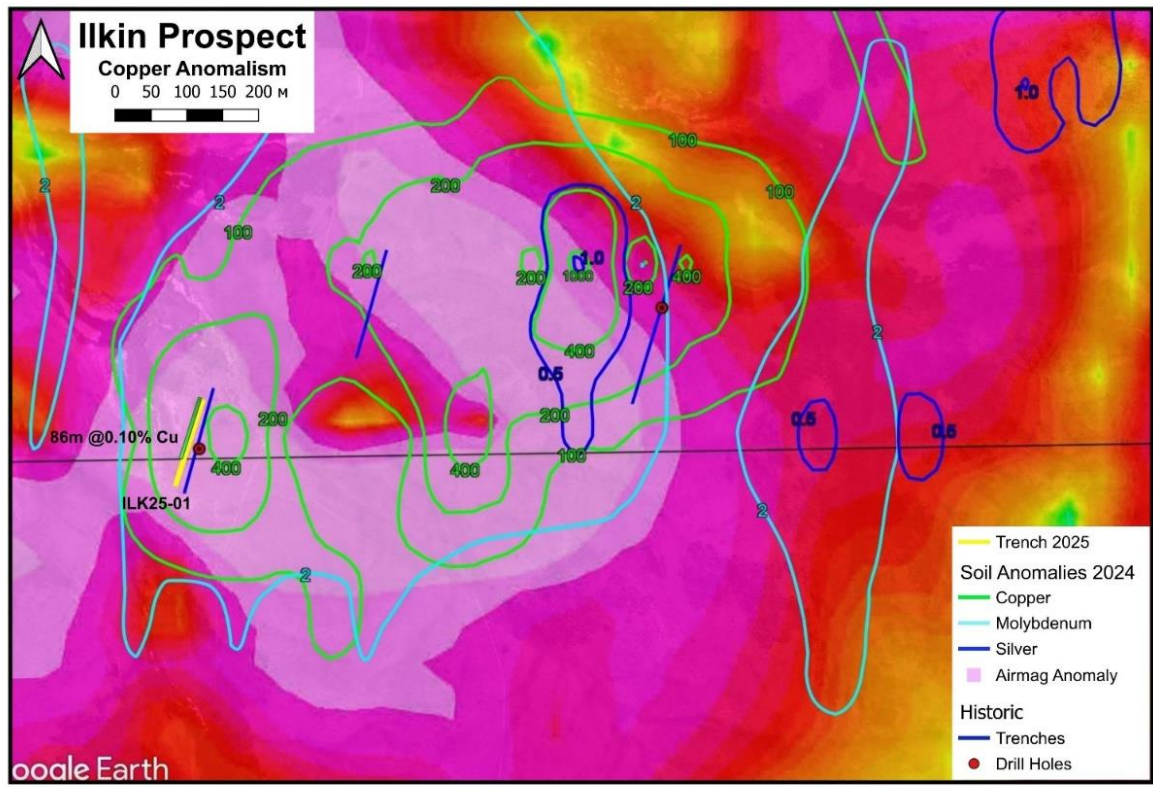 Ilkin Prospect
Copper Anomalism
0 50 100 150 200 M
1.0
2
100
200
100
2
2
100
200
200
1.0
1000
200
400
400
0.5
2
200
200
100
400
400
0.5
0.5
86m @0.10% Cu
ILK25-01
2
2
Trench 2025
Soil Anomalies 2024
Copper
Molybdenum
Silver
Airmag Anomaly
Historic
Trenches
Drill Holes
oogle Earth